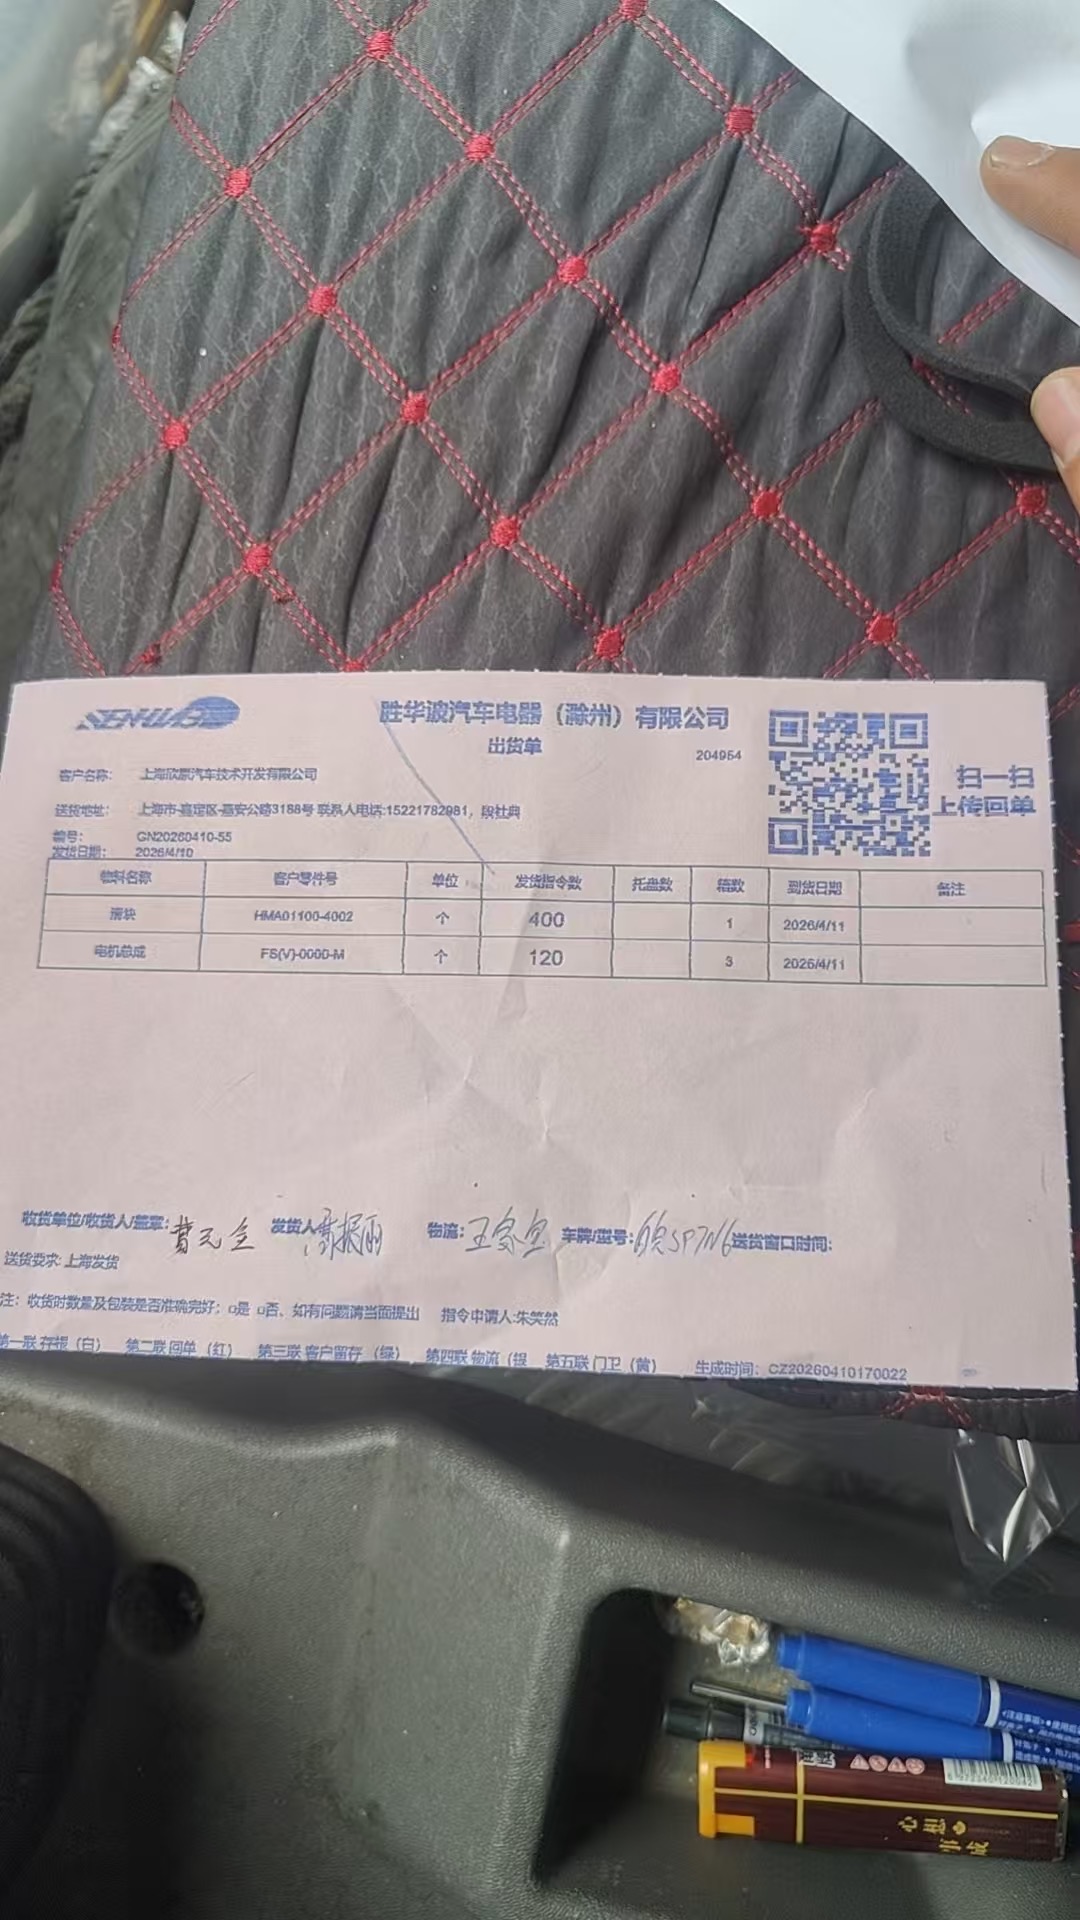 SENHUABO
胜华波汽车电器（滁州）有限公司
出货单
204954
扫一扫
上传回单
客户名称： 上海欣原汽车技术开发有限公司
送货地址： 上海市-嘉定区-嘉安公路3188号 联系人电话:15221782981，段社典
编号： GN20260410-55
发货日期： 2026/4/10
客户零件号 单位 发货指令数 托盘数 箱数 到货日期 备注
滑块 HMA01100-4002 个 400 1 2026/4/11
电机总成 FS(V)-0000-M 个 120 3 2026/4/11
收货单位/收货人/盖章： 发货人 物流： 车牌/型号： 送货窗口时间：
送货要求: 上海发货
注：收货时数量及包装是否准确完好；□是 □否、如有问题请当面提出 指令申请人:朱笑然
第一联 存根（白） 第二联 回单（红） 第三联 客户留存（绿） 第四联 物流（银 第五联 门卫（黄） 生成时间：CZ20260410170022
心想事成